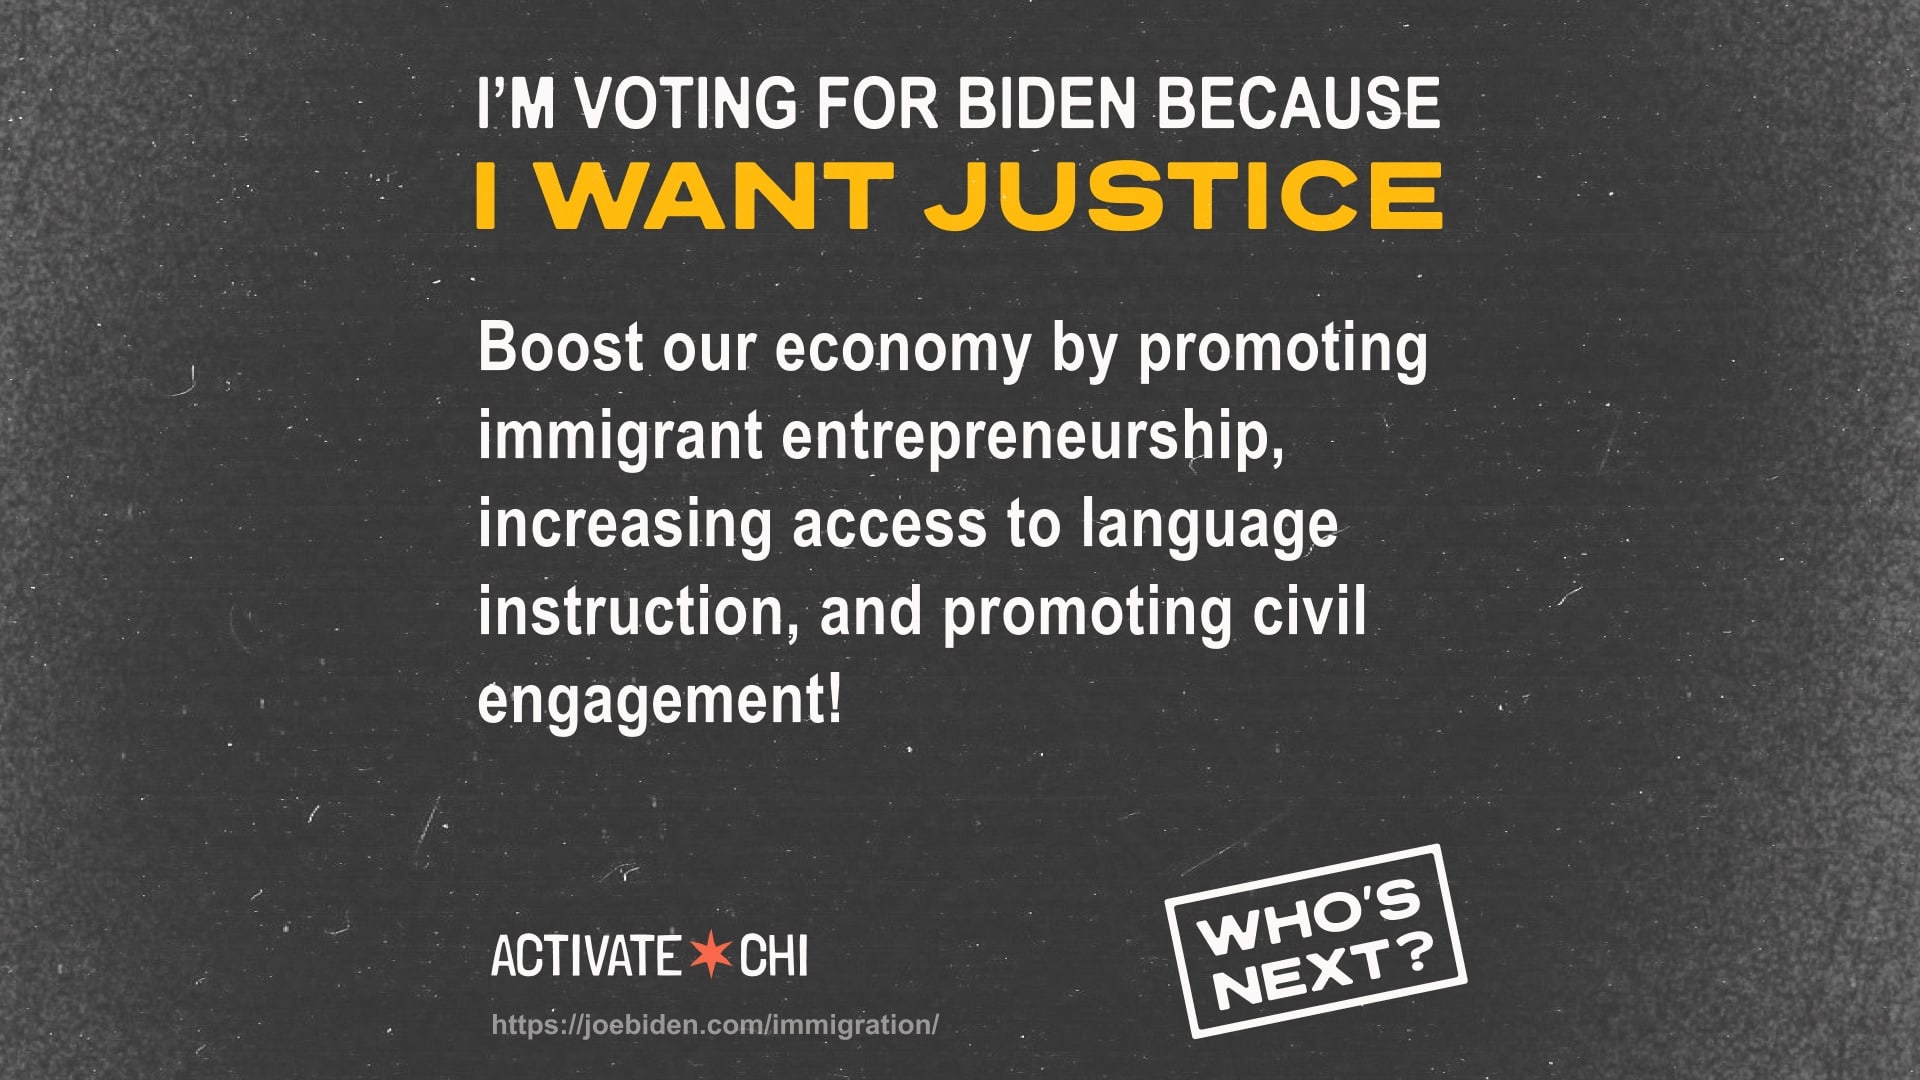 I’M VOTING FOR BIDEN BECAUSE
I WANT JUSTICE
Boost our economy by promoting
immigrant entrepreneurship,
increasing access to language
instruction, and promoting civil
engagement!
ACTIVATE CHI
https://joebiden.com/immigration/
WHO'S
NEXT?